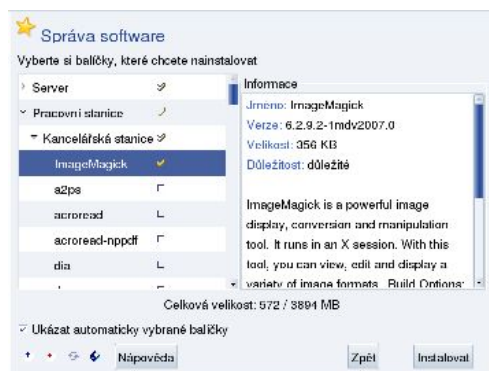 Správa software
Vyberte si balíčky, které chcete nainstalovat
Server
Pracovní stanice
Kancelářská stanice
ImageMagick
a2ps
acroread
acroread-nppdf
dia
Informace
Jméno: ImageMagick
Verze: 6.2.9.2-1mdv2007.0
Velikost: 356 KB
Důležitost: důležité
ImageMagick is a powerful image
display, conversion and manipulation
tool. It runs in an X session. With this
tool, you can view, edit and display a
variety of image formats. Build Options:
Celková velikost: 572 / 3894 MB
Ukázat automaticky vybrané balíčky
Nápověda
Zpět
Instalovat